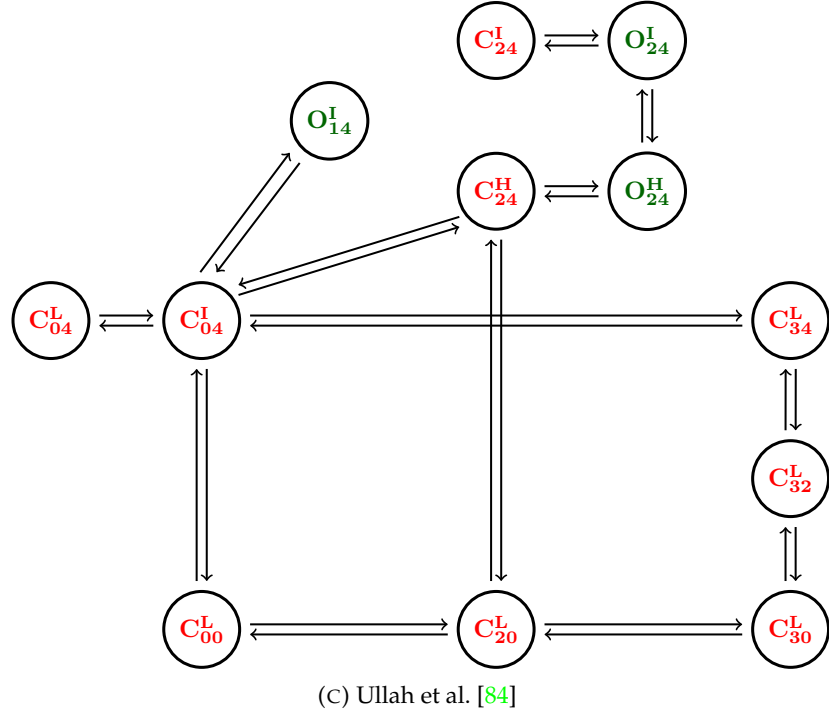 C^I_24 O^I_24
O^I_14
C^H_24 O^H_24
C^L_04 C^I_04 C^L_34
C^L_32
C^L_00 C^L_20 C^L_30
(C) Ullah et al. [84]